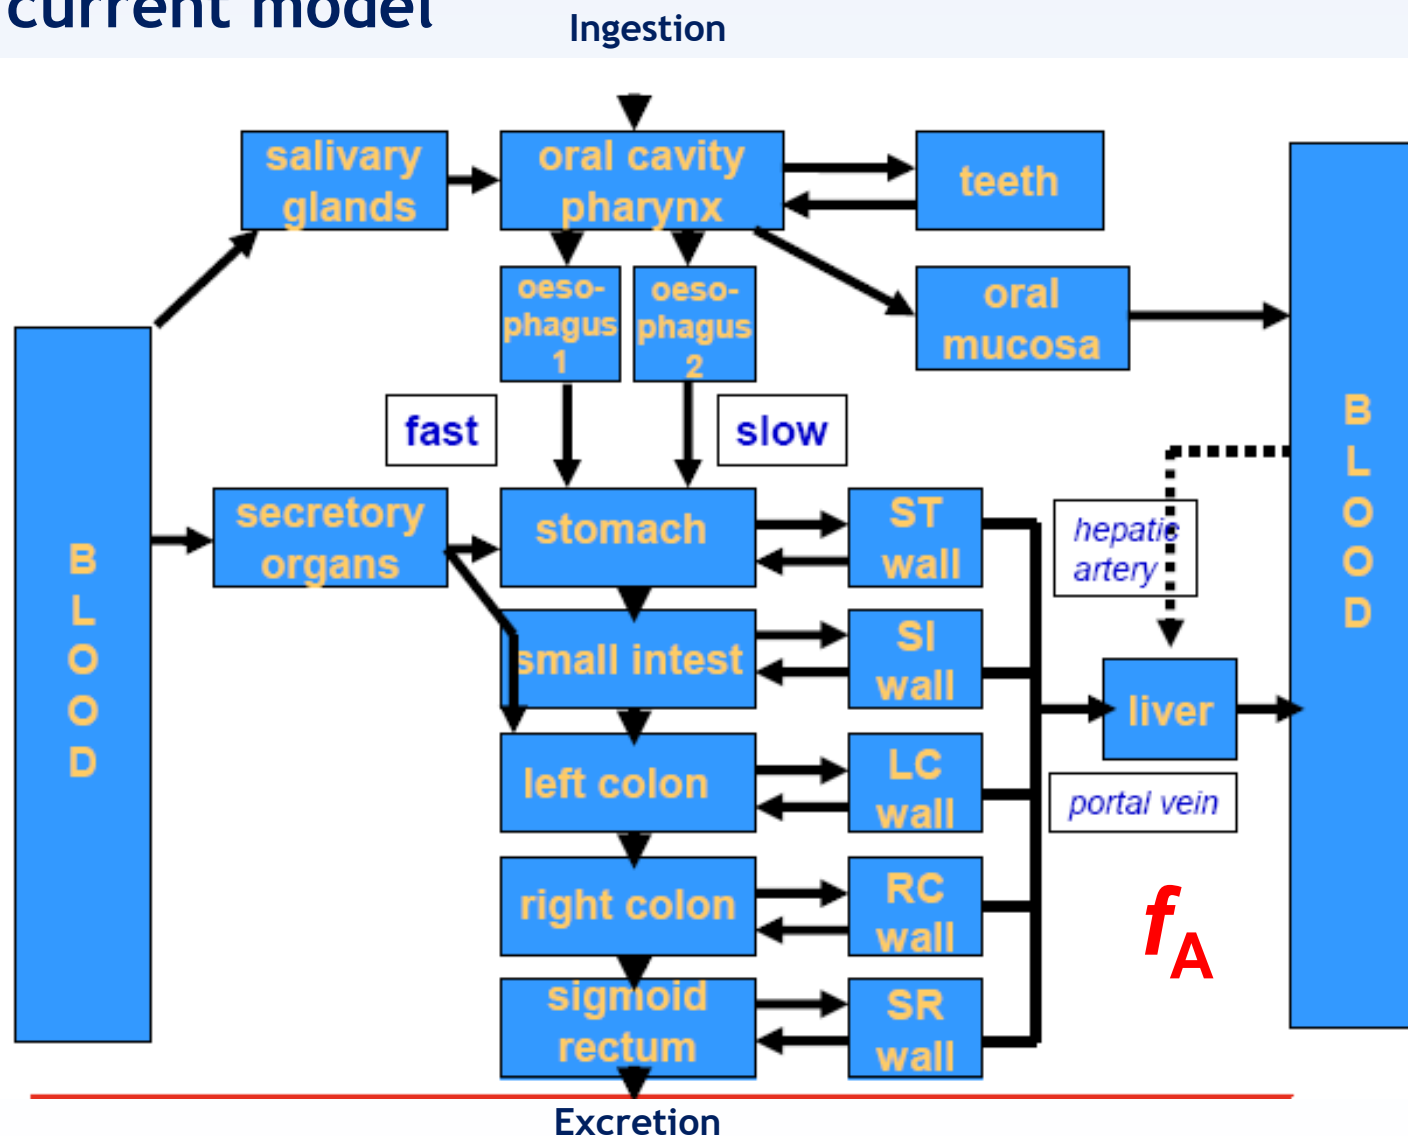 current model
Ingestion
salivary
glands
oral cavity
pharynx
teeth
oeso-
phagus
1
oeso-
phagus
2
oral
mucosa
fast
slow
B
L
O
O
D
secretory
organs
stomach
ST
wall
hepatic
artery
B
L
O
O
D
small intest
SI
wall
liver
left colon
LC
wall
portal vein
right colon
RC
wall
fA
sigmoid
rectum
SR
wall
Excretion